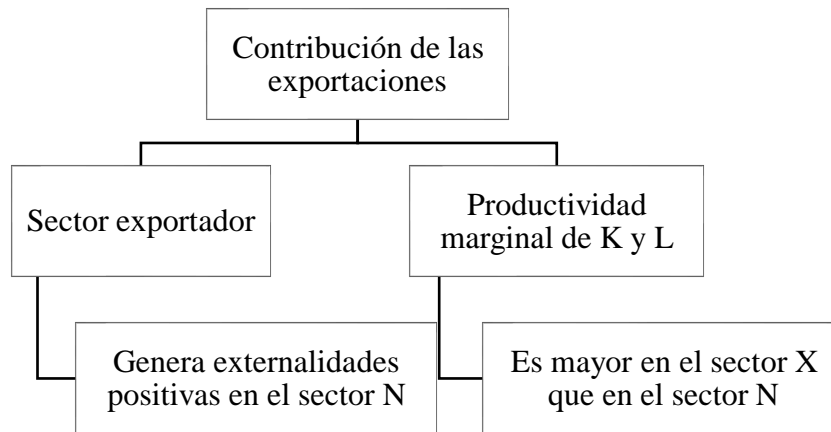 Contribución de las
exportaciones
Sector exportador
Productividad
marginal de K y L
Genera externalidades
positivas en el sector N
Es mayor en el sector X
que en el sector N